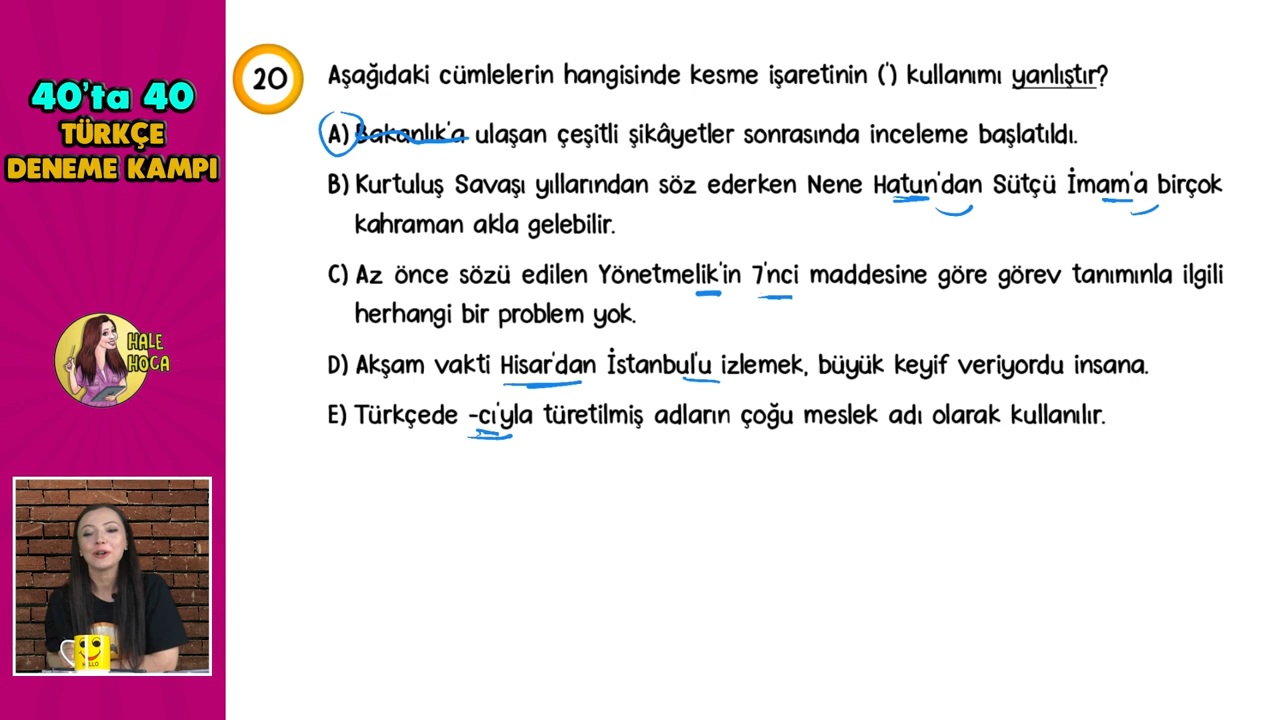 40'ta 40
TÜRKÇE
DENEME KAMPI
HALE
HOCA
HELLO
20
Aşağıdaki cümlelerin hangisinde kesme işaretinin (') kullanımı yanlıştır?
A) Bakanlık'a ulaşan çeşitli şikâyetler sonrasında inceleme başlatıldı.
B) Kurtuluş Savaşı yıllarından söz ederken Nene Hatun'dan Sütçü İmam'a birçok
kahraman akla gelebilir.
C) Az önce sözü edilen Yönetmelik'in 7'nci maddesine göre görev tanımınla ilgili
herhangi bir problem yok.
D) Akşam vakti Hisar'dan İstanbul'u izlemek, büyük keyif veriyordu insana.
E) Türkçede -cı'yla türetilmiş adların çoğu meslek adı olarak kullanılır.